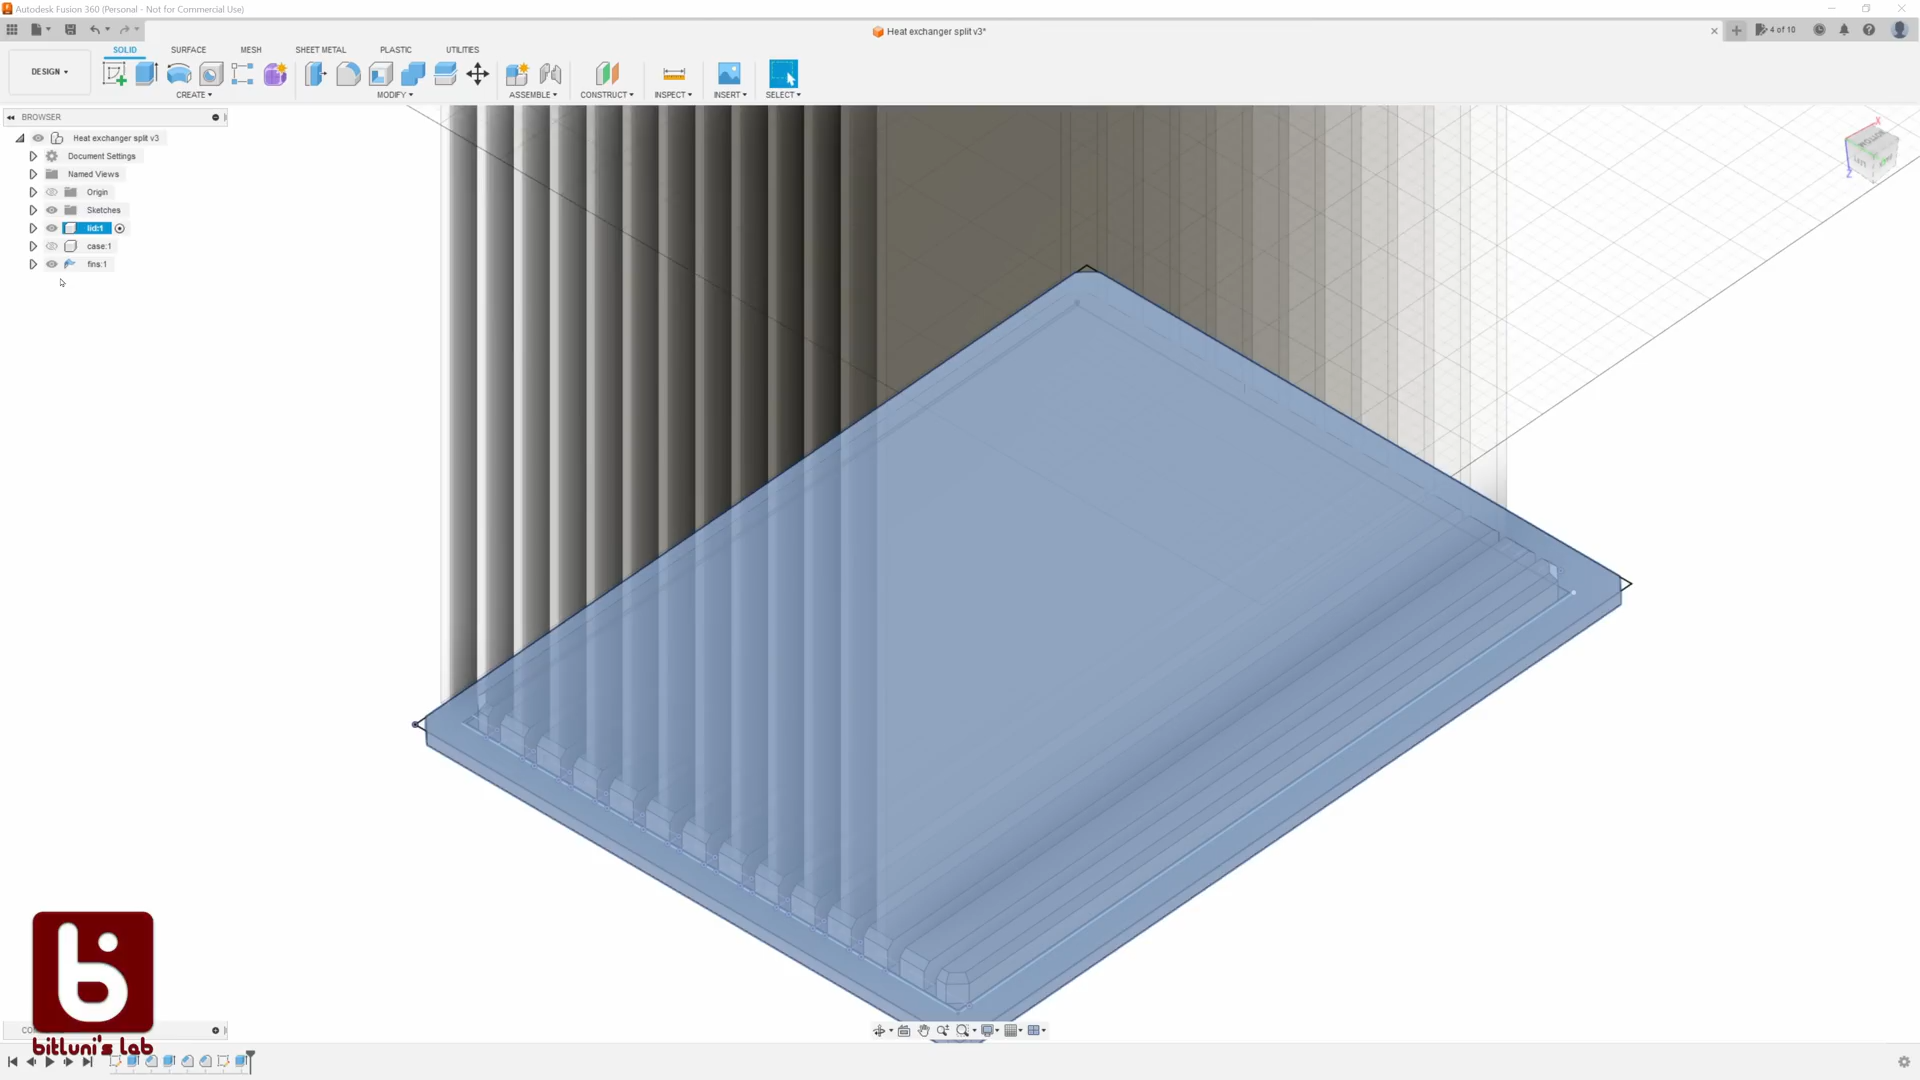 Autodesk Fusion 360 (Personal - Not for Commercial Use)
Heat exchanger split v3*
4 of 10
DESIGN
SOLID
SURFACE
MESH
SHEET METAL
PLASTIC
UTILITIES
CREATE
MODIFY
ASSEMBLE
CONSTRUCT
INSPECT
INSERT
SELECT
BROWSER
Heat exchanger split v3
Document Settings
Named Views
Origin
Sketches
lid:1
case:1
fins:1
X
Z
LEFT
b
bitluni's lab